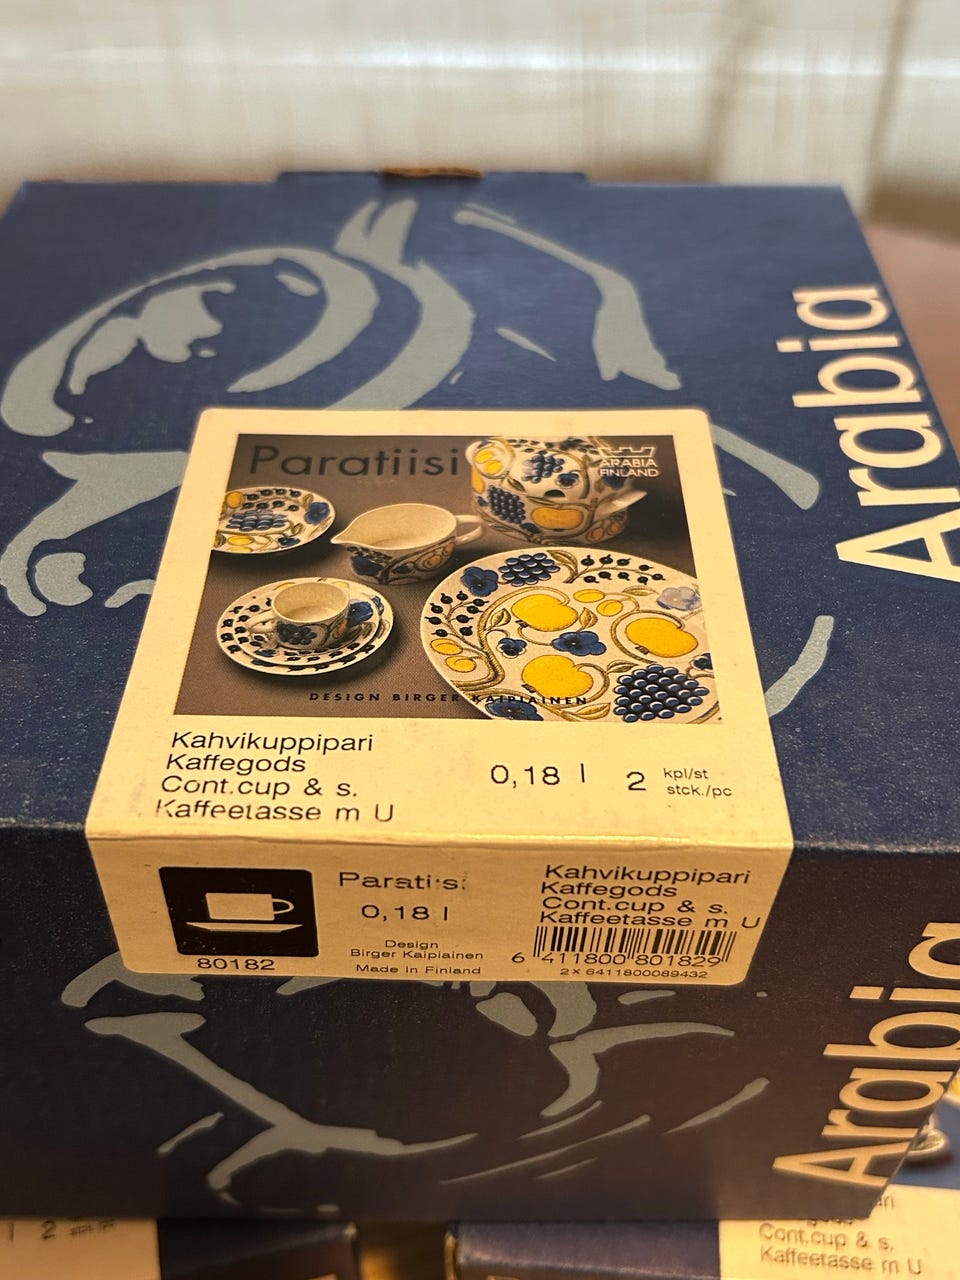 Arabia
Paratiisi
ARABIA
FINLAND
DESIGN BIRGER KAIPIAINEN
Kahvikuppipari
Kaffegods
Cont.cup & s.
Kaffeetasse m U
0,18 l
2 kpl/st
stck./pc
80182
Paratiisi
0,18 l
Design
Birger Kaipiainen
Made In Finland
Kahvikuppipari
Kaffegods
Cont.cup & s.
Kaffeetasse m U
6 411800 801829
2X 6411800089432
Arabia
l 2
Cont.cup & s.
Kaffeetasse m U